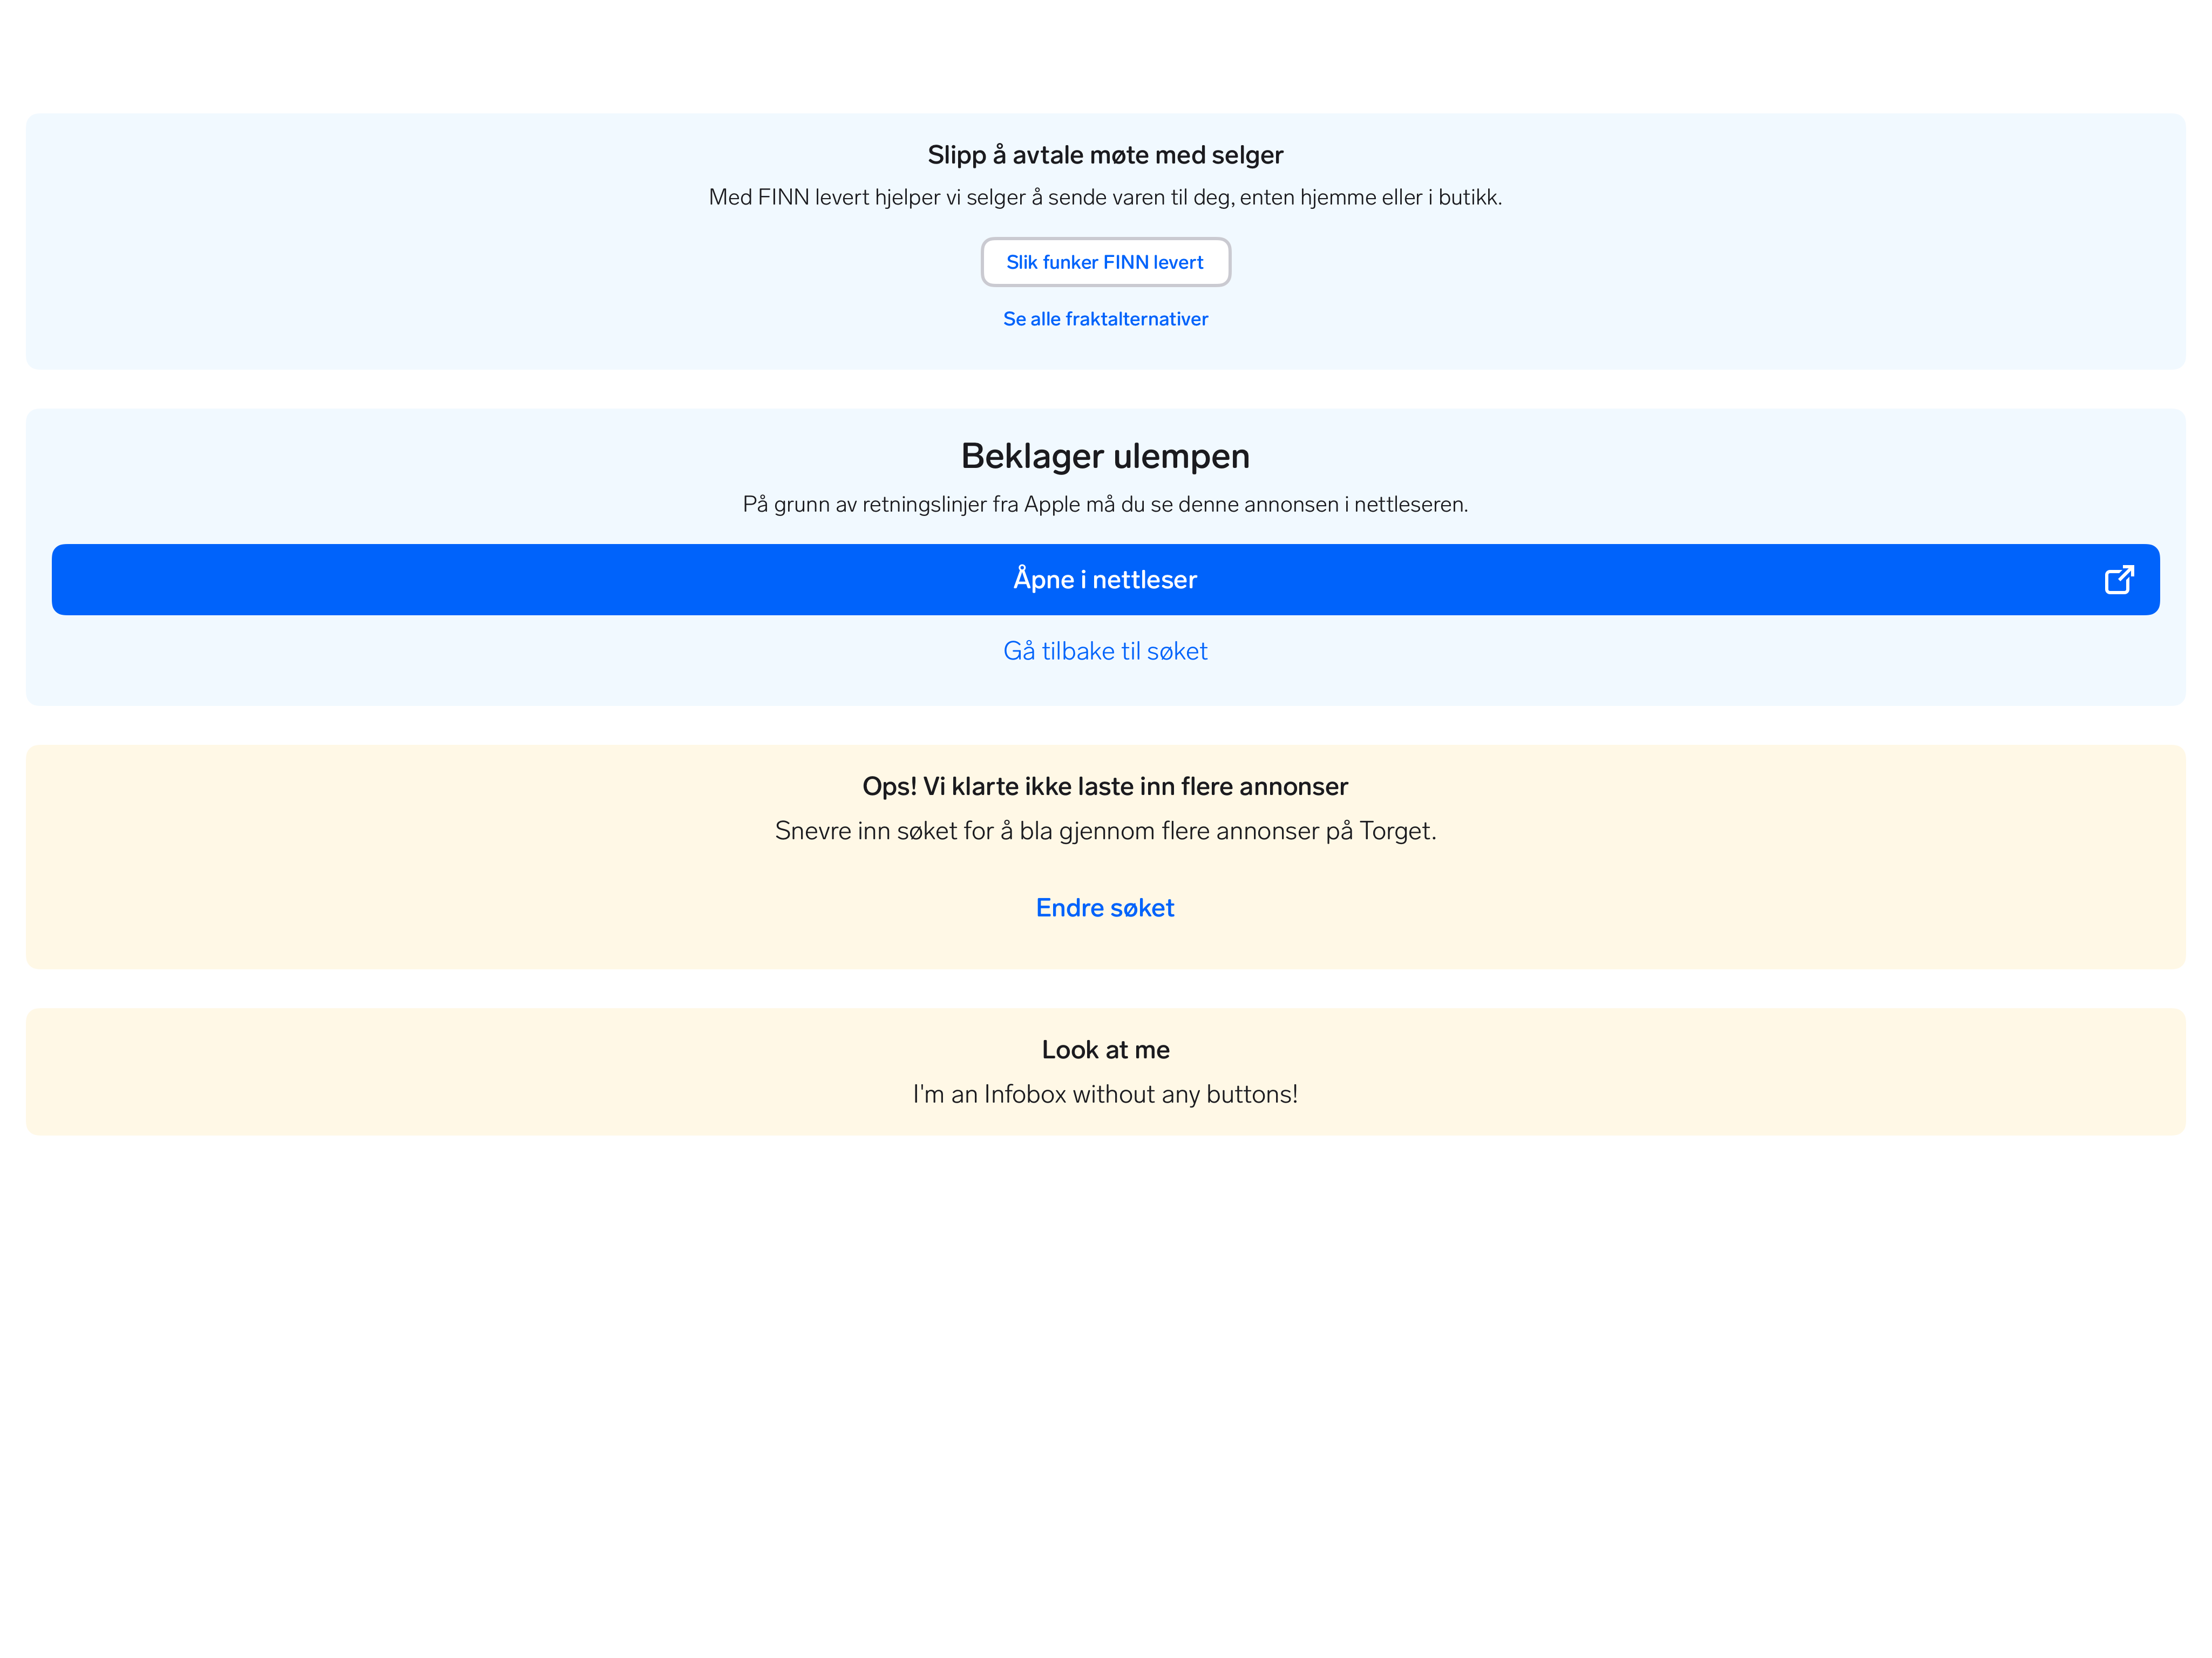 Slipp å avtale møte med selger
Med FINN levert hjelper vi selger å sende varen til deg, enten hjemme eller i butikk.
Slik funker FINN levert
Se alle fraktalternativer
Beklager ulempen
På grunn av retningslinjer fra Apple må du se denne annonsen i nettleseren.
Åpne i nettleser
Gå tilbake til søket
Ops! Vi klarte ikke laste inn flere annonser
Snevre inn søket for å bla gjennom flere annonser på Torget.
Endre søket
Look at me
I'm an Infobox without any buttons!